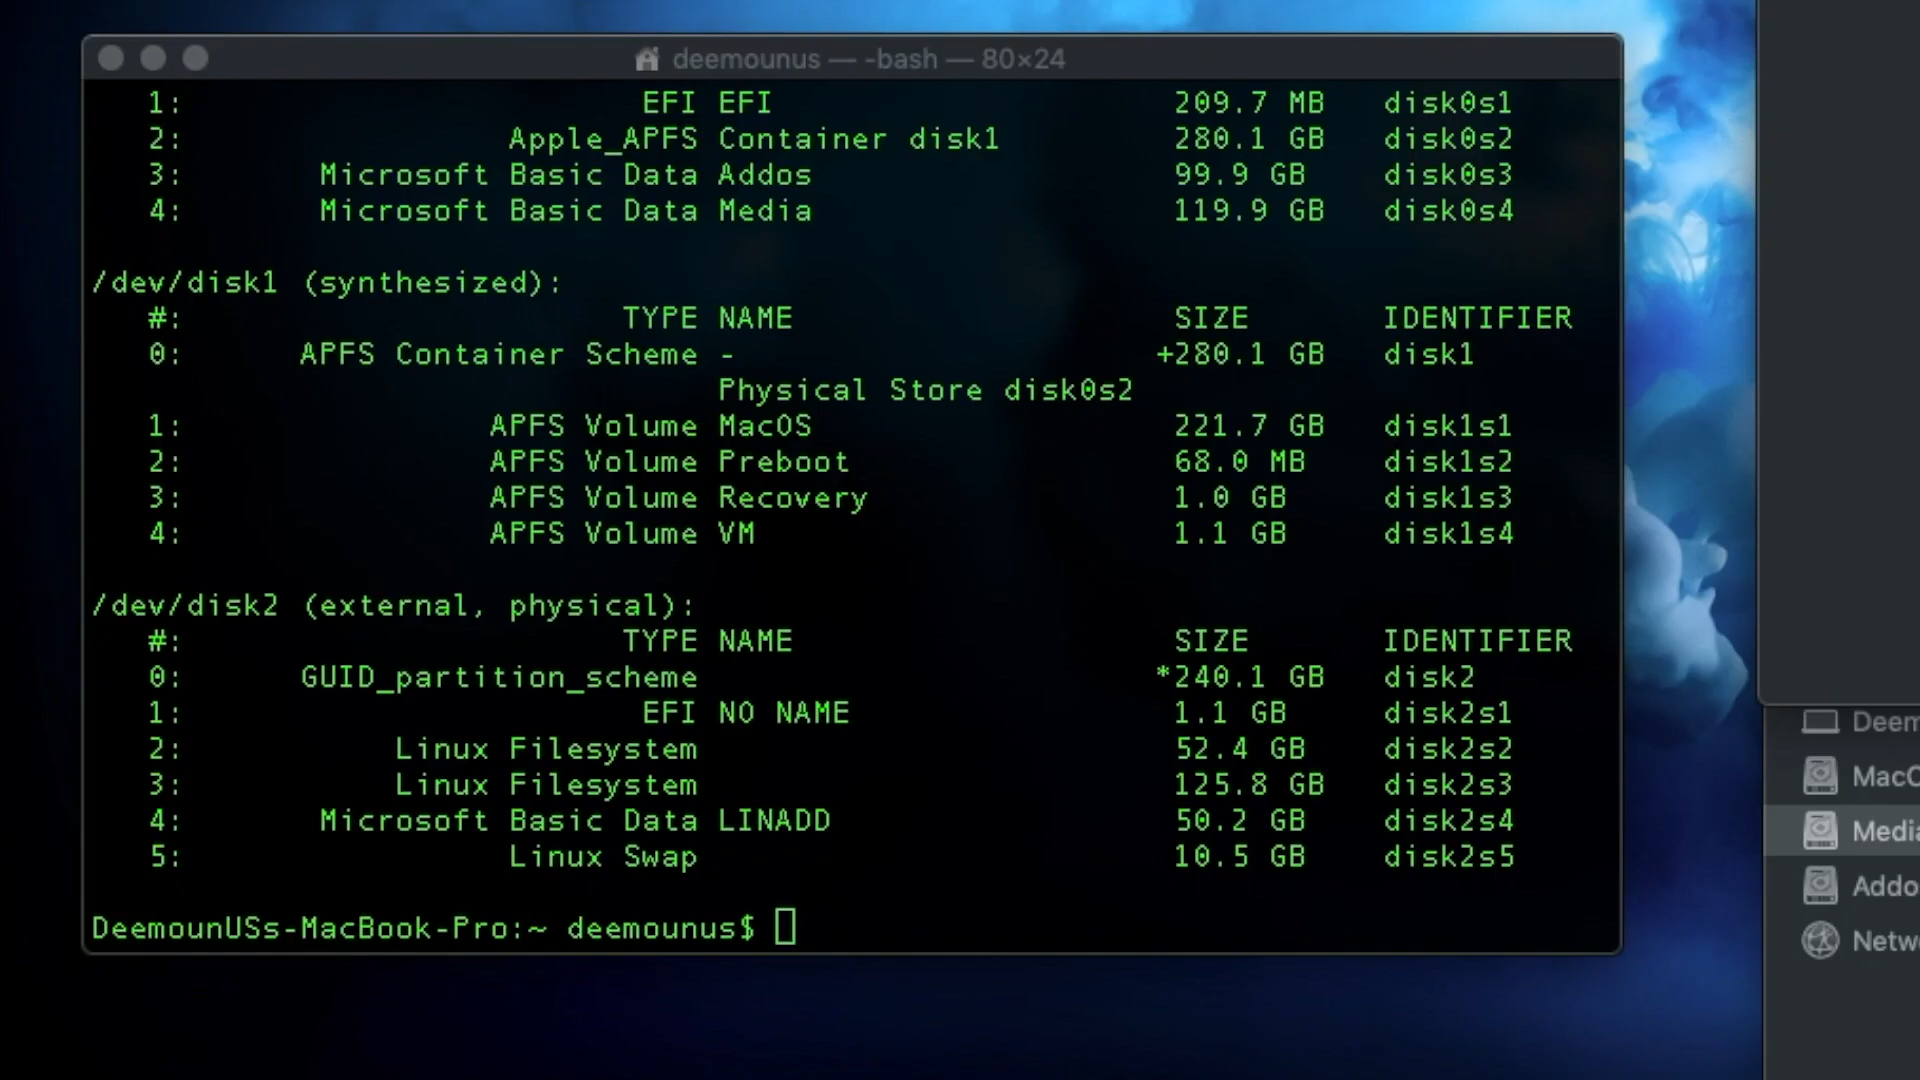 deemounus — -bash — 80×24
1: EFI EFI 209.7 MB disk0s1
2: Apple_APFS Container disk1 280.1 GB disk0s2
3: Microsoft Basic Data Addos 99.9 GB disk0s3
4: Microsoft Basic Data Media 119.9 GB disk0s4
/dev/disk1 (synthesized):
#: TYPE NAME SIZE IDENTIFIER
0: APFS Container Scheme - +280.1 GB disk1
Physical Store disk0s2
1: APFS Volume MacOS 221.7 GB disk1s1
2: APFS Volume Preboot 68.0 MB disk1s2
3: APFS Volume Recovery 1.0 GB disk1s3
4: APFS Volume VM 1.1 GB disk1s4
/dev/disk2 (external, physical):
#: TYPE NAME SIZE IDENTIFIER
0: GUID_partition_scheme *240.1 GB disk2
1: EFI NO NAME 1.1 GB disk2s1
2: Linux Filesystem 52.4 GB disk2s2
3: Linux Filesystem 125.8 GB disk2s3
4: Microsoft Basic Data LINADD 50.2 GB disk2s4
5: Linux Swap 10.5 GB disk2s5
DeemounUSs-MacBook-Pro:~ deemounus$
Deem
MacO
Media
Addo
Netw